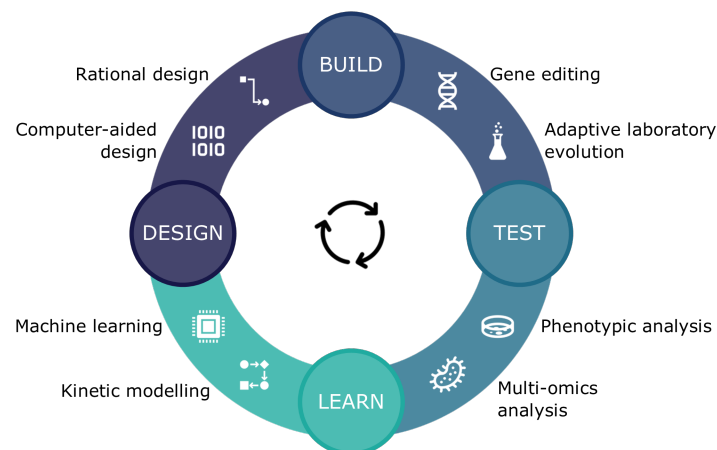 BUILD
Rational design
Gene editing
Computer-aided
design
1010
1010
Adaptive laboratory
evolution
DESIGN
TEST
Machine learning
Phenotypic analysis
Kinetic modelling
Multi-omics
analysis
LEARN